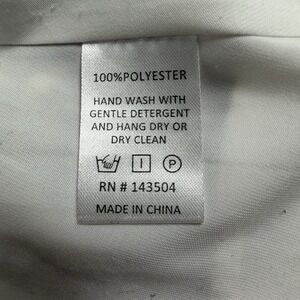 100%POLYESTER
HAND WASH WITH
GENTLE DETERGENT
AND HANG DRY OR
DRY CLEAN
P
RN # 143504
MADE IN CHINA